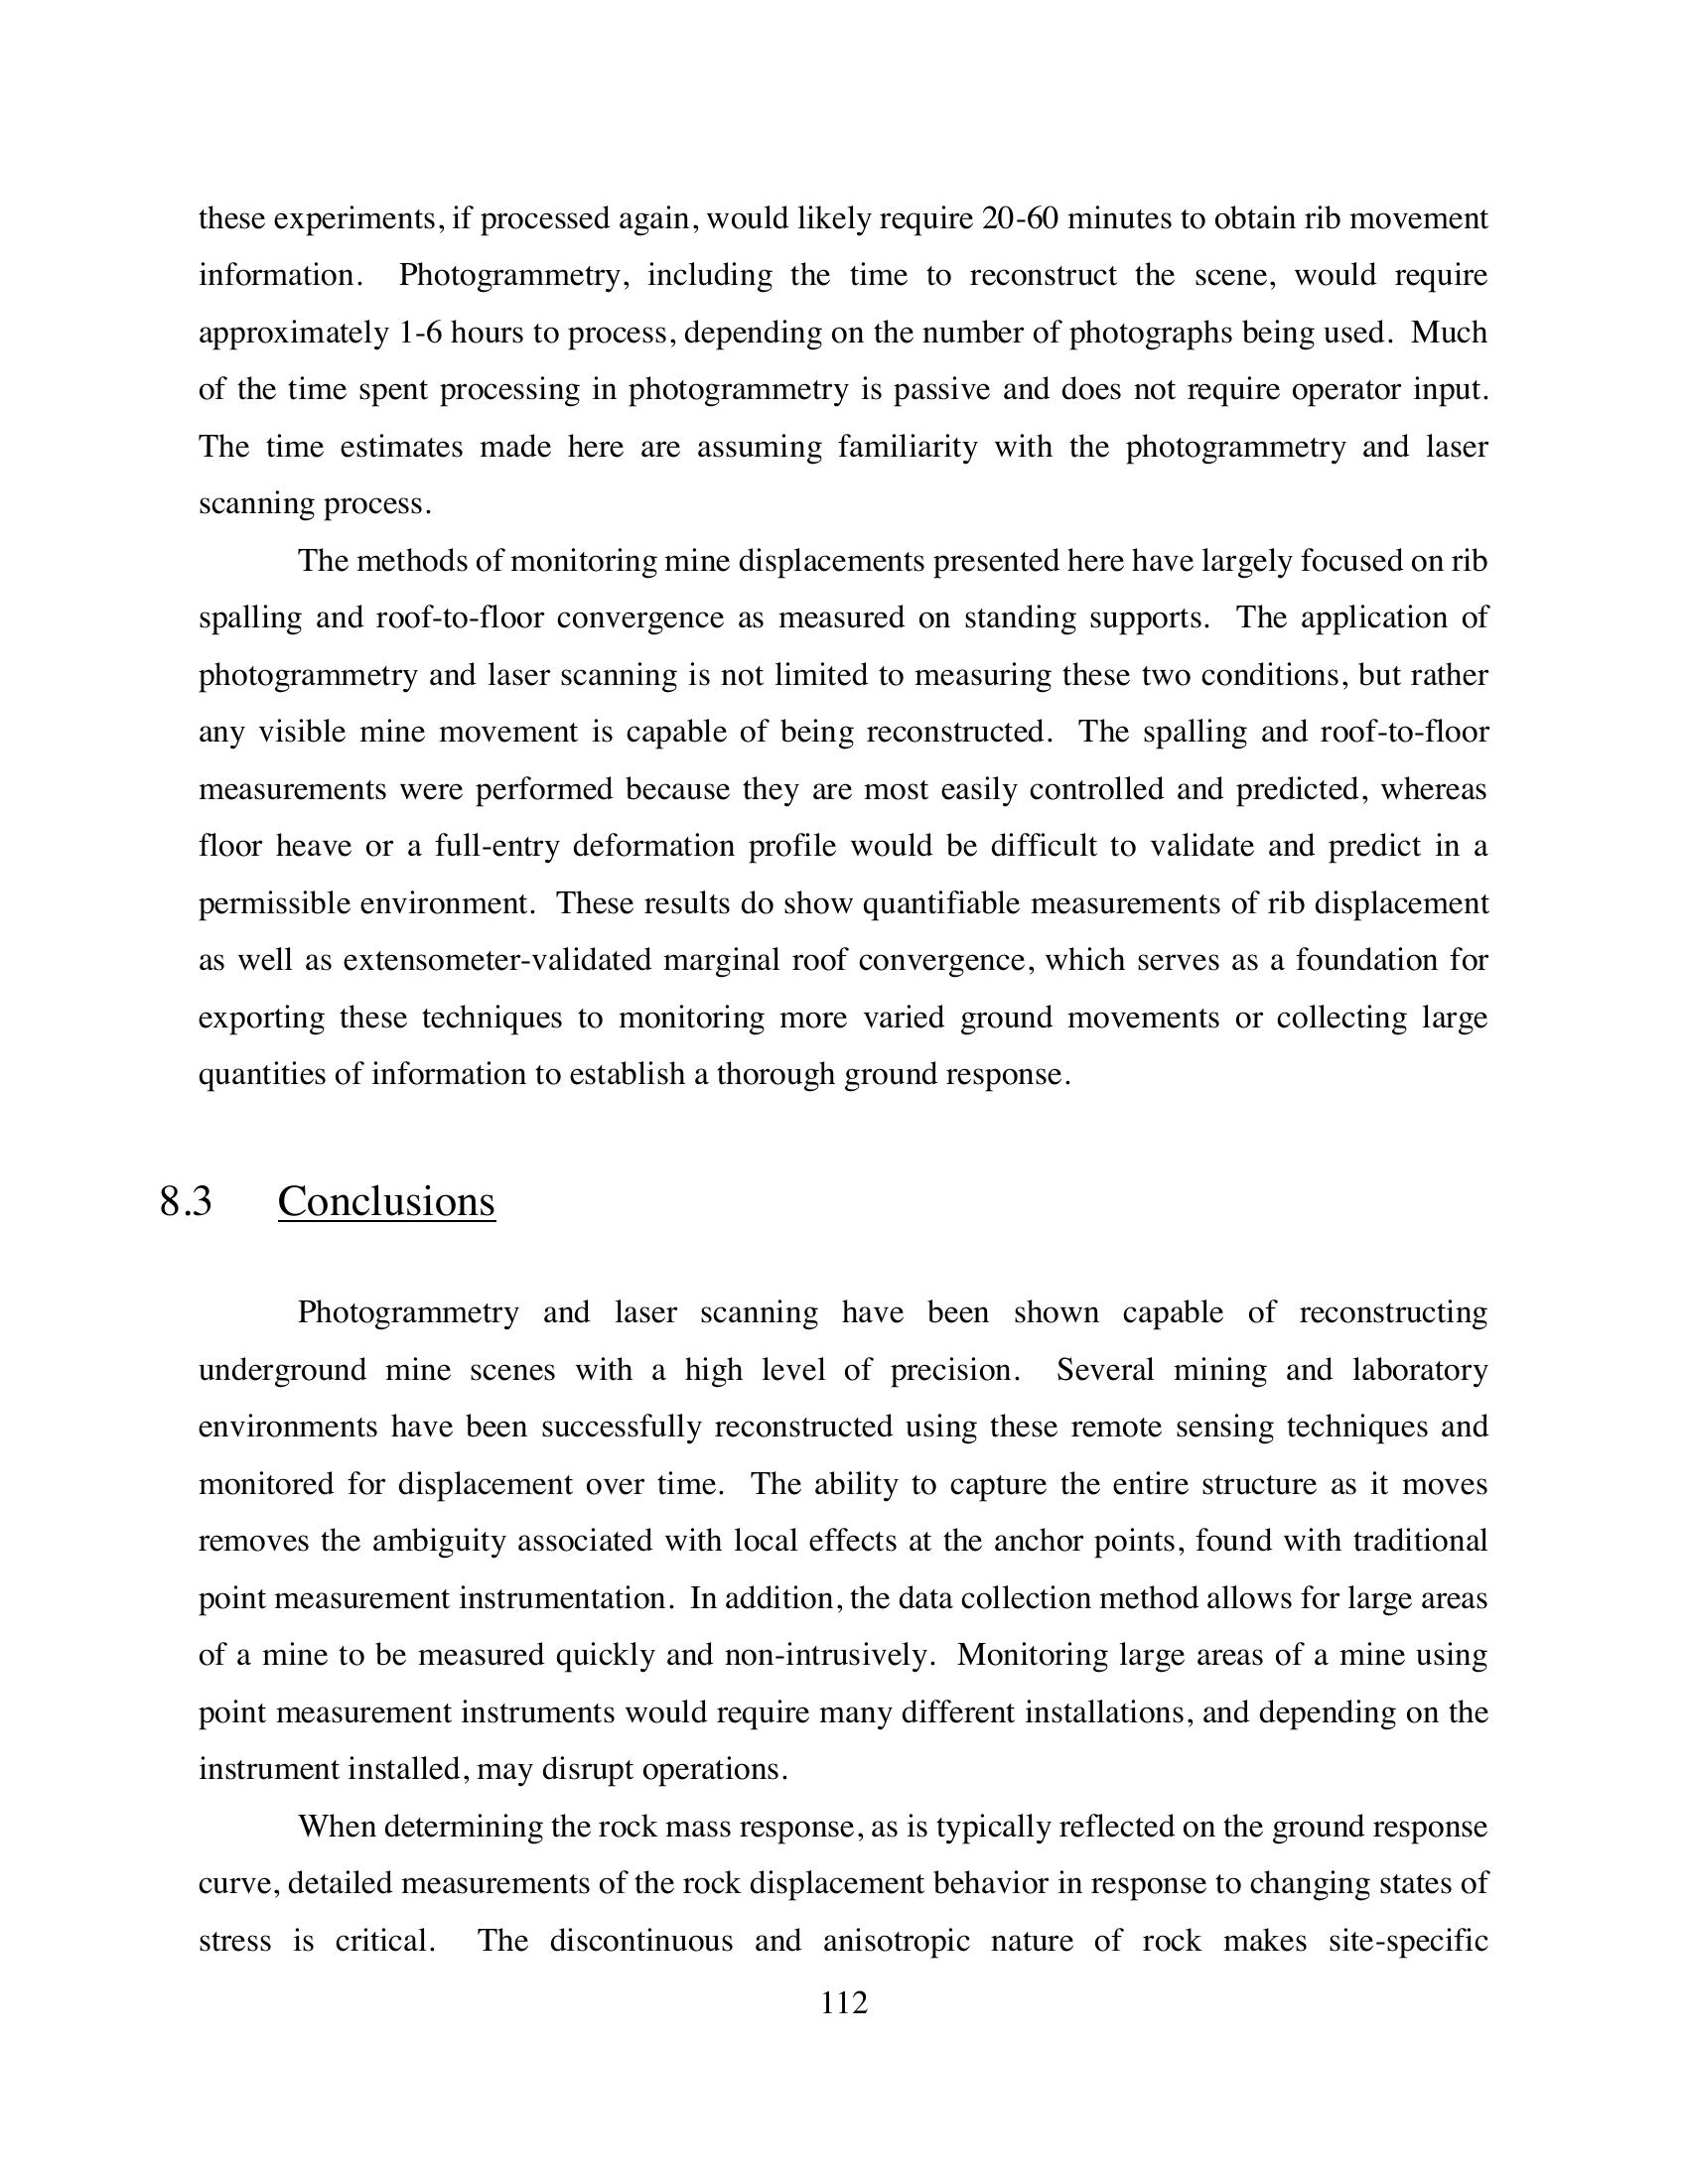 these experiments, if processed again, would likely require 20-60 minutes to obtain rib movement
information.  Photogrammetry, including the time to reconstruct the scene, would require
approximately 1-6 hours to process, depending on the number of photographs being used.  Much
of the time spent processing in photogrammetry is passive and does not require operator input.
The time estimates made here are assuming familiarity with the photogrammetry and laser
scanning process.
The methods of monitoring mine displacements presented here have largely focused on rib
spalling and roof-to-floor convergence as measured on standing supports.  The application of
photogrammetry and laser scanning is not limited to measuring these two conditions, but rather
any visible mine movement is capable of being reconstructed.  The spalling and roof-to-floor
measurements were performed because they are most easily controlled and predicted, whereas
floor heave or a full-entry deformation profile would be difficult to validate and predict in a
permissible environment.  These results do show quantifiable measurements of rib displacement
as well as extensometer-validated marginal roof convergence, which serves as a foundation for
exporting these techniques to monitoring more varied ground movements or collecting large
quantities of information to establish a thorough ground response.
8.3 Conclusions
Photogrammetry and laser scanning have been shown capable of reconstructing
underground mine scenes with a high level of precision.  Several mining and laboratory
environments have been successfully reconstructed using these remote sensing techniques and
monitored for displacement over time.  The ability to capture the entire structure as it moves
removes the ambiguity associated with local effects at the anchor points, found with traditional
point measurement instrumentation.  In addition, the data collection method allows for large areas
of a mine to be measured quickly and non-intrusively.  Monitoring large areas of a mine using
point measurement instruments would require many different installations, and depending on the
instrument installed, may disrupt operations.
When determining the rock mass response, as is typically reflected on the ground response
curve, detailed measurements of the rock displacement behavior in response to changing states of
stress is critical.  The discontinuous and anisotropic nature of rock makes site-specific
112